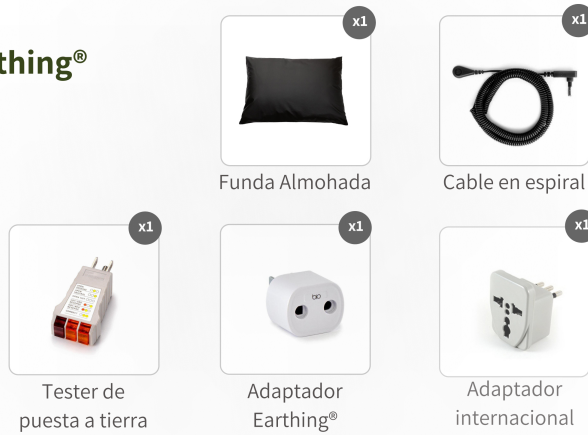 thing®
x1
x1
Funda Almohada
Cable en espiral
x1
x1
x1
Tester de
puesta a tierra
Adaptador
Earthing®
Adaptador
internacional